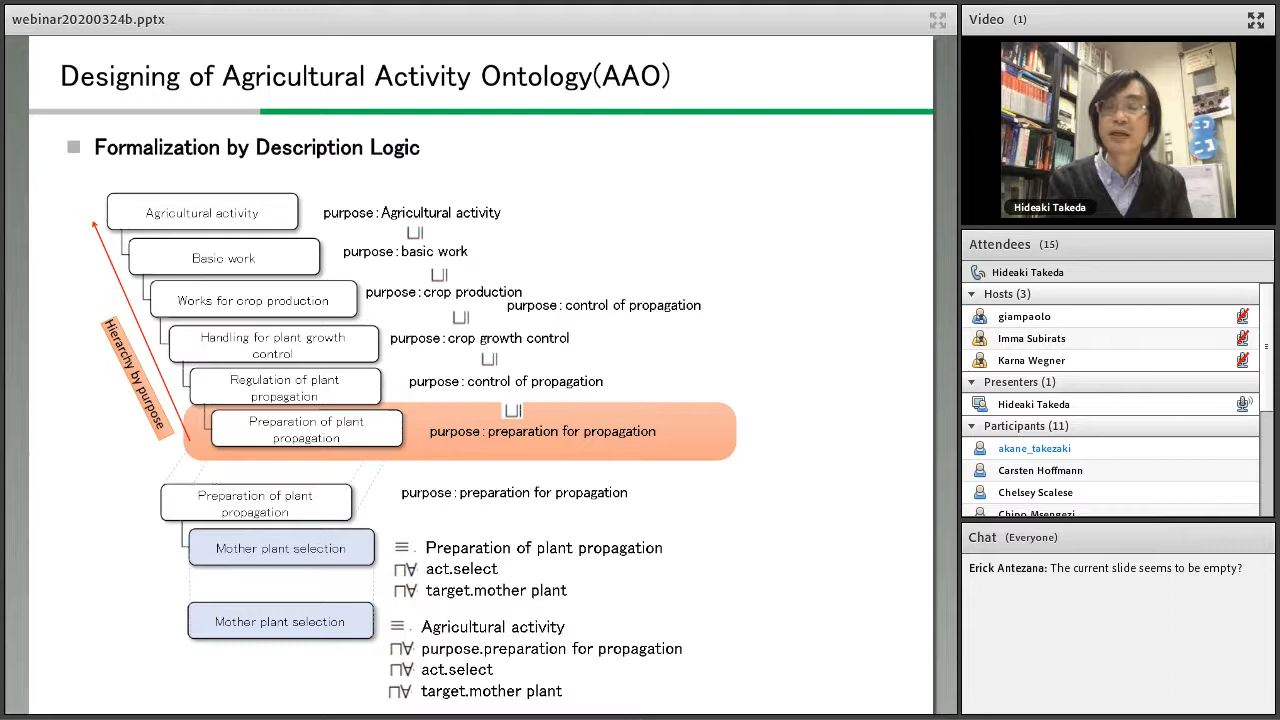 webinar20200324b.pptx
Designing of Agricultural Activity Ontology(AAO)
Formalization by Description Logic
Agricultural activity
purpose:Agricultural activity
⊔|
Basic work
purpose:basic work
⊔|
Works for crop production
purpose:crop production
purpose:control of propagation
⊔|
Handling for plant growth
control
purpose:crop growth control
⊔|
Regulation of plant
propagation
purpose:control of propagation
⊔|
Preparation of plant
propagation
purpose:preparation for propagation
Hierarchy by purpose
Preparation of plant
propagation
purpose:preparation for propagation
Mother plant selection
≡ Preparation of plant propagation
⊓∀ act.select
⊓∀ target.mother plant
Mother plant selection
≡ Agricultural activity
⊓∀ purpose.preparation for propagation
⊓∀ act.select
⊓∀ target.mother plant
Video (1)
Hideaki Takeda
Attendees (15)
Hideaki Takeda
Hosts (3)
giampaolo
Imma Subirats
Karna Wegner
Presenters (1)
Hideaki Takeda
Participants (11)
akane_takezaki
Carsten Hoffmann
Chelsey Scalese
Chipo Msengezi
Chat (Everyone)
Erick Antezana: The current slide seems to be empty?